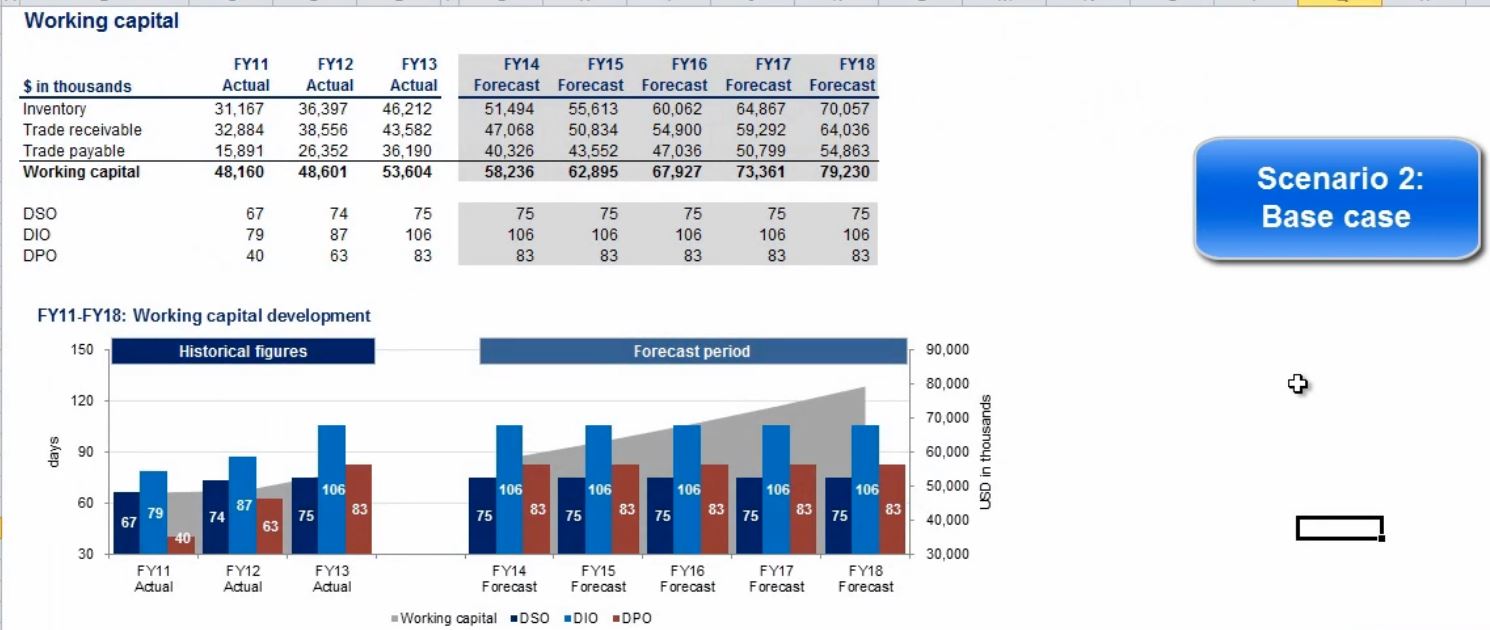 Working capital
FY11 FY12 FY13 FY14 FY15 FY16 FY17 FY18
$ in thousands Actual Actual Actual Forecast Forecast Forecast Forecast Forecast
Inventory 31,167 36,397 46,212 51,494 55,613 60,062 64,867 70,057
Trade receivable 32,884 38,556 43,582 47,068 50,834 54,900 59,292 64,036
Trade payable 15,891 26,352 36,190 40,326 43,552 47,036 50,799 54,863
Working capital 48,160 48,601 53,604 58,236 62,895 67,927 73,361 79,230
DSO 67 74 75 75 75 75 75 75
DIO 79 87 106 106 106 106 106 106
DPO 40 63 83 83 83 83 83 83
Scenario 2:
Base case
FY11-FY18: Working capital development
Historical figures Forecast period
150 90,000
80,000
120 70,000
90 60,000
50,000
60 40,000
30 30,000
days
USD in thousands
67 79 40 74 87 63 75 106 83 75 106 83 75 106 83 75 106 83 75 106 83 75 106 83
FY11 FY12 FY13 FY14 FY15 FY16 FY17 FY18
Actual Actual Actual Forecast Forecast Forecast Forecast Forecast
Working capital DSO DIO DPO